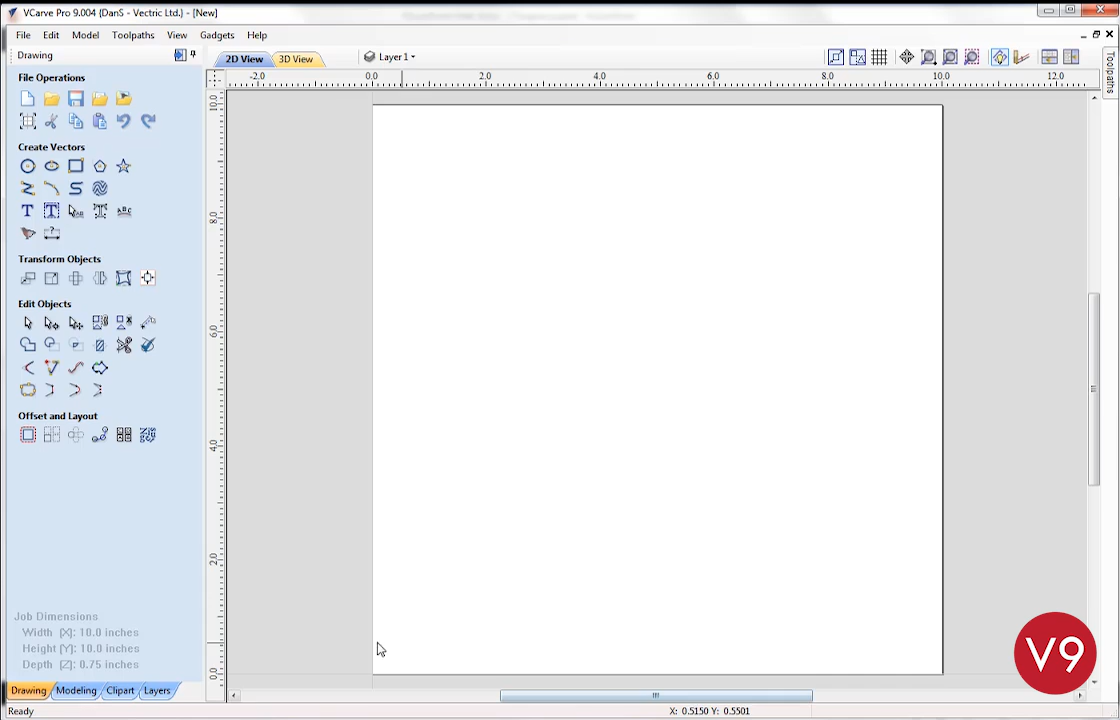 VCarve Pro 9.004 {DanS - Vectric Ltd.} - [New]
File Edit Model Toolpaths View Gadgets Help
Drawing
2D View 3D View Layer 1
Toolpaths
-2.0 0.0 2.0 4.0 6.0 8.0 10.0 12.0
10.0
8.0
6.0
4.0
2.0
0.0
File Operations
Create Vectors
Transform Objects
Edit Objects
Offset and Layout
Job Dimensions
Width [X]: 10.0 inches
Height [Y]: 10.0 inches
Depth [Z]: 0.75 inches
V9
Drawing Modeling Clipart Layers
Ready
X: 0.5150 Y: 0.5501